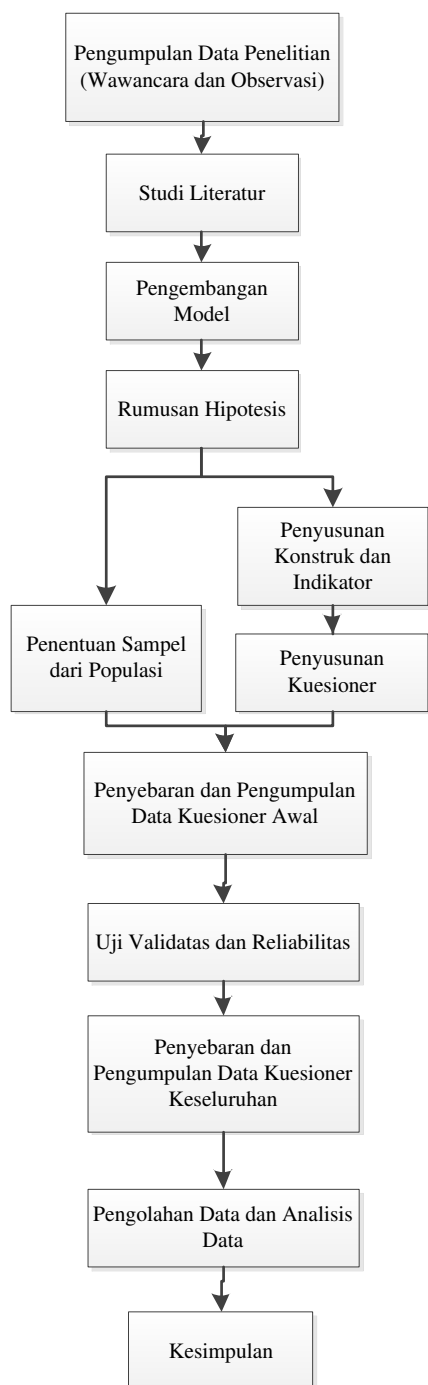 Pengumpulan Data Penelitian
(Wawancara dan Observasi)
Studi Literatur
Pengembangan
Model
Rumusan Hipotesis
Penyusunan
Konstruk dan
Indikator
Penentuan Sampel
dari Populasi
Penyusunan
Kuesioner
Penyebaran dan Pengumpulan
Data Kuesioner Awal
Uji Validatas dan Reliabilitas
Penyebaran dan
Pengumpulan Data Kuesioner
Keseluruhan
Pengolahan Data dan Analisis
Data
Kesimpulan